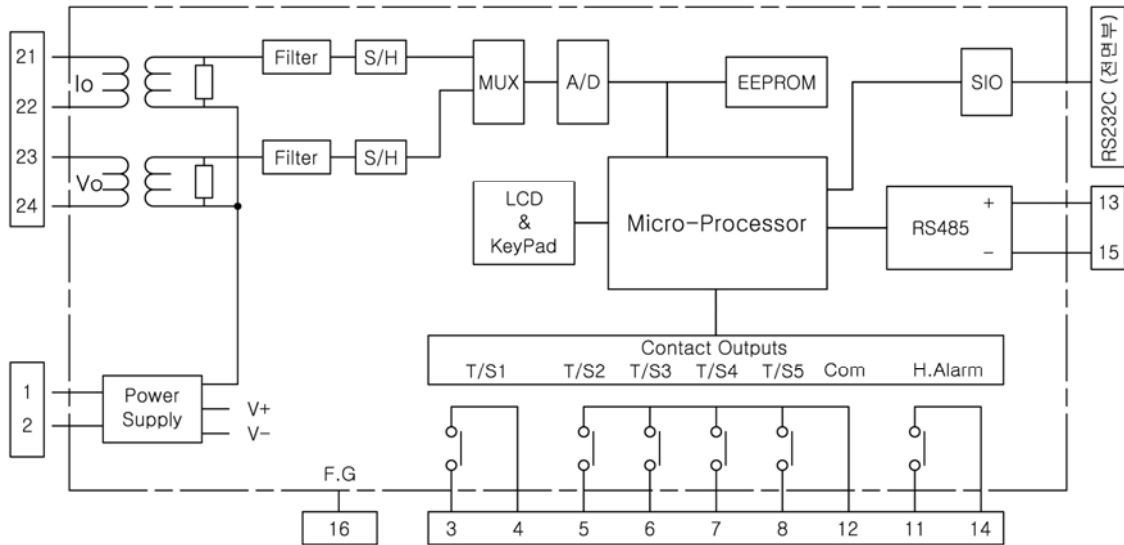 21
Io
22
23
Vo
24
Filter
S/H
Filter
S/H
MUX
A/D
EEPROM
SIO
RS232C (전면부)
LCD
&
KeyPad
Micro-Processor
RS485
+
-
13
15
Contact Outputs
T/S1 T/S2 T/S3 T/S4 T/S5 Com H.Alarm
1
2
Power
Supply
V+
V-
F.G
16
3 4 5 6 7 8 12 11 14